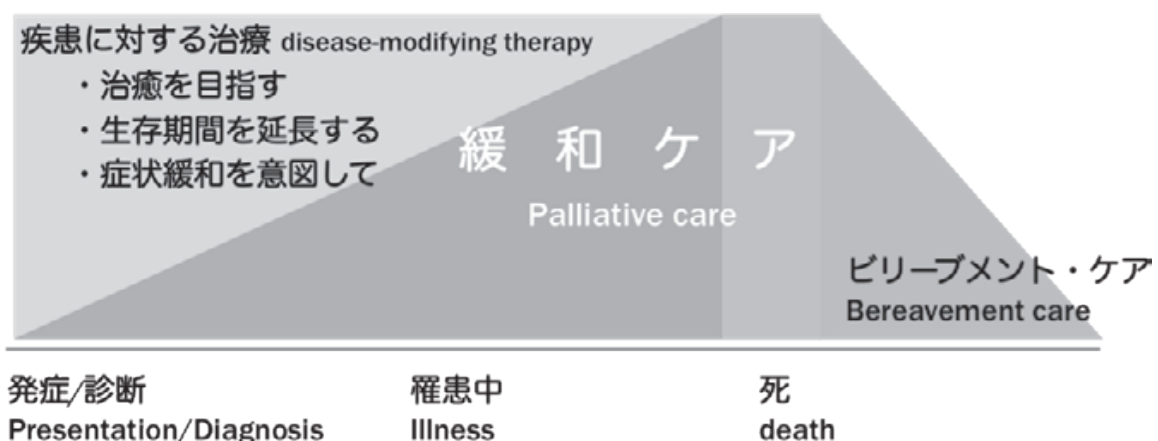 疾患に対する治療 disease-modifying therapy
・治癒を目指す
・生存期間を延長する
・症状緩和を意図して
緩和ケア
Palliative care
ビリーブメント・ケア
Bereavement care
発症/診断
Presentation/Diagnosis
罹患中
Illness
死
death